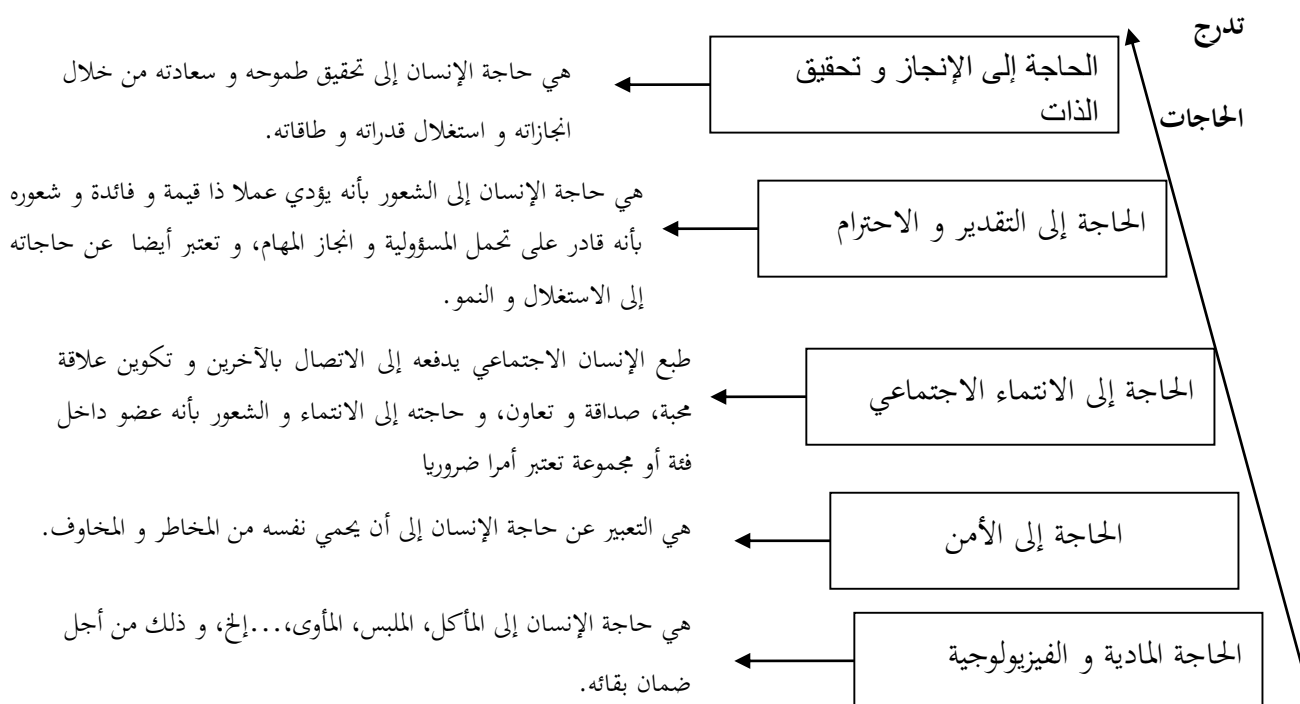 تدرج
الحاجات
الحاجة إلى الإنجاز و تحقيق
الذات
هي حاجة الإنسان إلى تحقيق طموحه و سعادته من خلال
انجازاته و استغلال قدراته و طاقاته.
الحاجة إلى التقدير و الاحترام
هي حاجة الإنسان إلى الشعور بأنه يؤدي عملا ذا قيمة و فائدة و شعوره
بأنه قادر على تحمل المسؤولية و انجاز المهام، و تعتبر أيضا عن حاجاته
إلى الاستغلال و النمو.
الحاجة إلى الانتماء الاجتماعي
طبع الإنسان الاجتماعي يدفعه إلى الاتصال بالآخرين و تكوين علاقة
محبة، صداقة و تعاون، و حاجته إلى الانتماء و الشعور بأنه عضو داخل
فئة أو مجموعة تعتبر أمرا ضروريا
الحاجة إلى الأمن
هي التعبير عن حاجة الإنسان إلى أن يحمي نفسه من المخاطر و المخاوف.
الحاجة المادية و الفيزيولوجية
هي حاجة الإنسان إلى المأكل، الملبس، المأوى،...إلخ، و ذلك من أجل
ضمان بقائه.